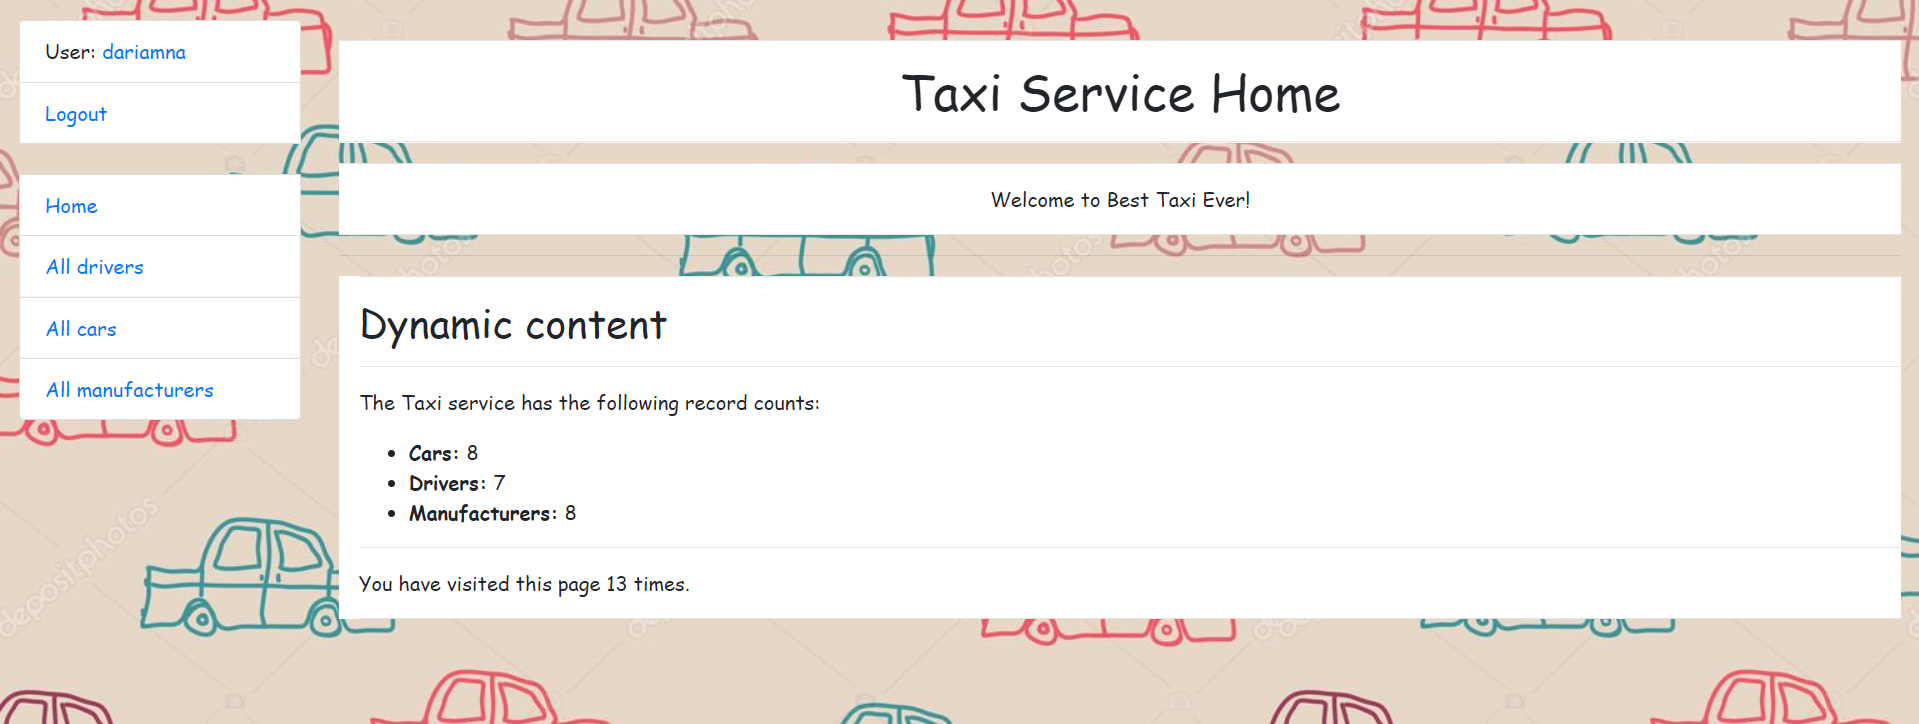 User: dariamna
Logout
Home
All drivers
All cars
All manufacturers
Taxi Service Home
Welcome to Best Taxi Ever!
Dynamic content
The Taxi service has the following record counts:
Cars: 8
Drivers: 7
Manufacturers: 8
You have visited this page 13 times.
depositphotos